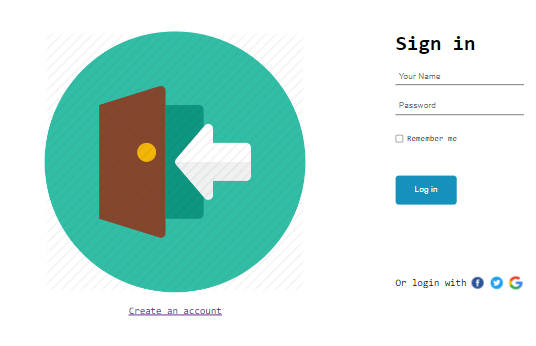 Sign in
Your Name
Password
Remember me
Log in
Or login with
Create an account